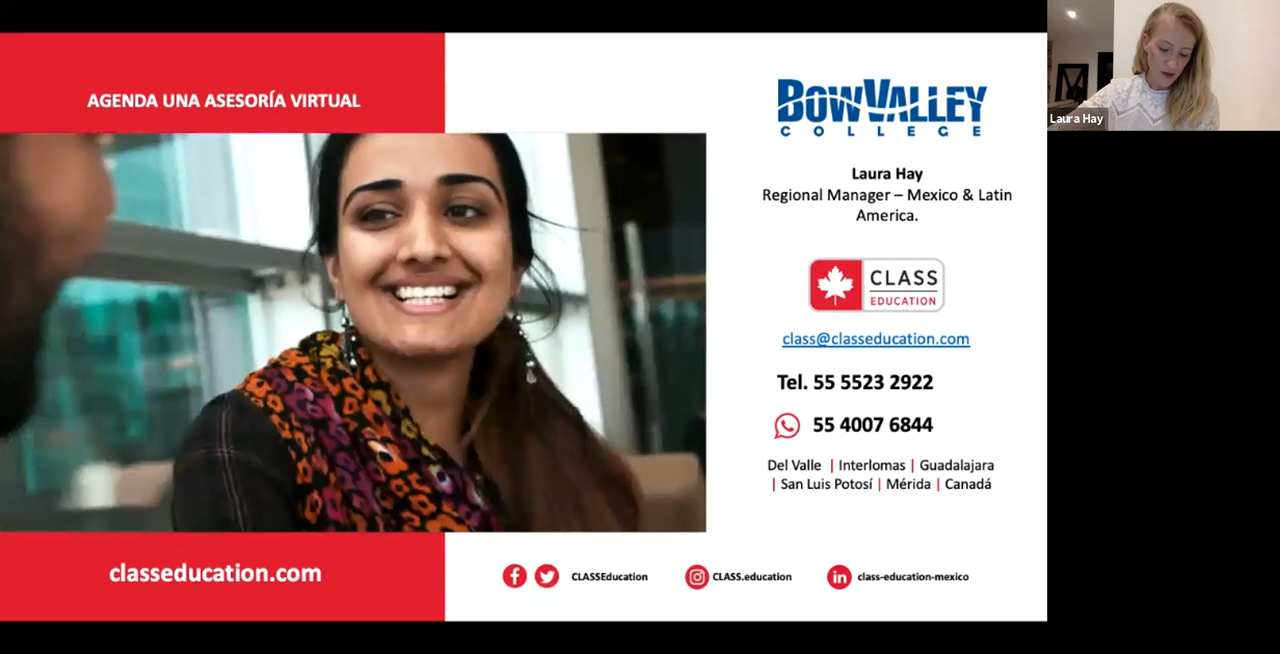 AGENDA UNA ASESORÍA VIRTUAL
BOW VALLEY
COLLEGE
Laura Hay
Regional Manager – Mexico & Latin
America.
CLASS
EDUCATION
class@classeducation.com
Tel. 55 5523 2922
55 4007 6844
Del Valle | Interlomas | Guadalajara
| San Luis Potosí | Mérida | Canadá
classeducation.com
CLASSEducation
CLASS.education
class-education-mexico
Laura Hay